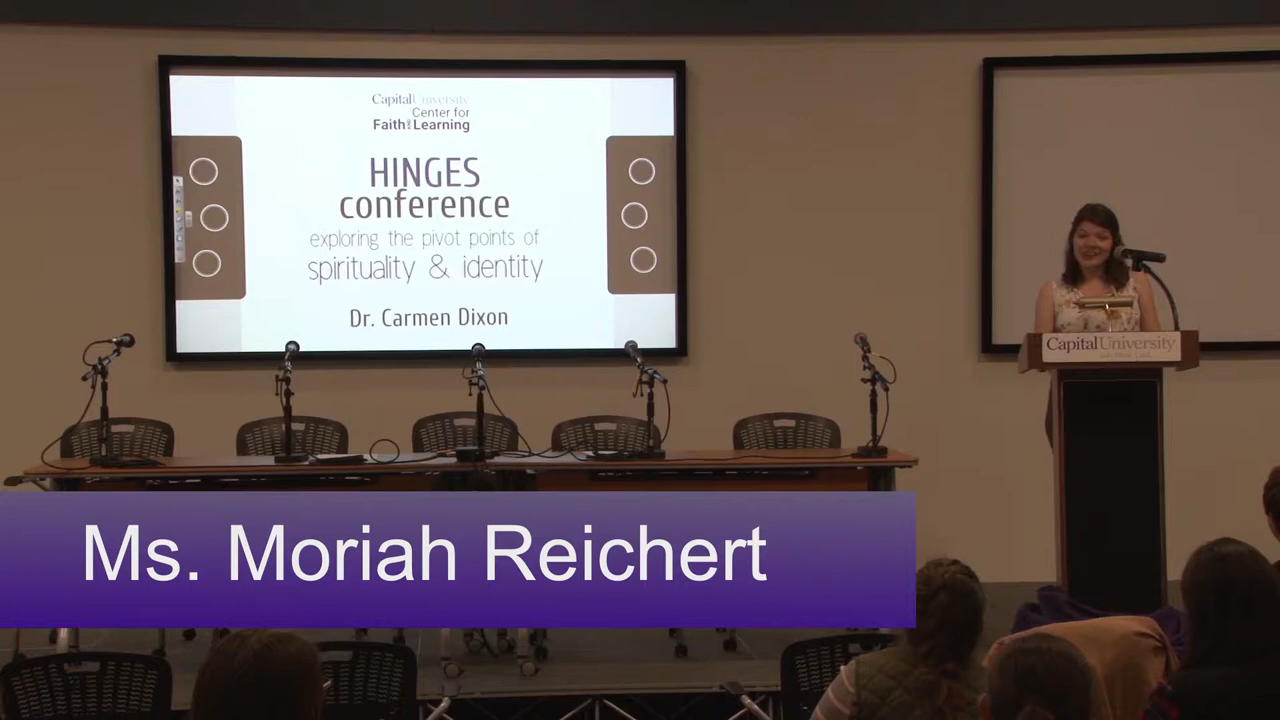 Capital University
Center for
Faith and Learning
HINGES
conference
exploring the pivot points of
spirituality & identity
Dr. Carmen Dixon
Capital University
Ms. Moriah Reichert